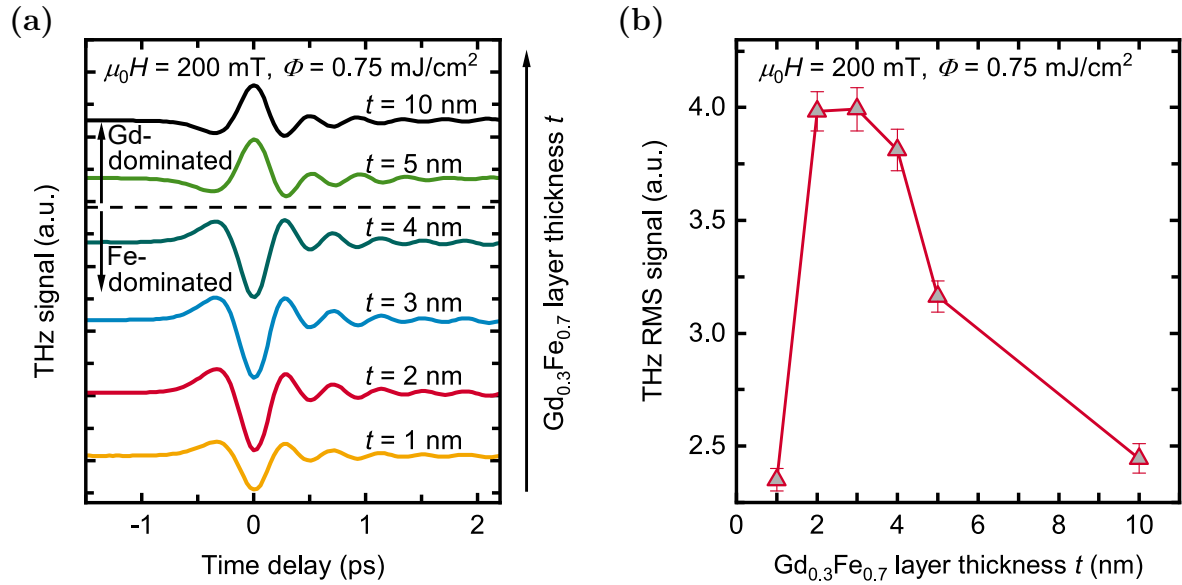 (a)
μ₀H = 200 mT, Φ = 0.75 mJ/cm²
t = 10 nm
Gd-
dominated
t = 5 nm
t = 4 nm
Fe-
dominated
t = 3 nm
t = 2 nm
t = 1 nm
THz signal (a.u.)
-1 0 1 2
Time delay (ps)
Gd₀.₃Fe₀.₇ layer thickness t
(b)
μ₀H = 200 mT, Φ = 0.75 mJ/cm²
4.0
3.5
3.0
2.5
THz RMS signal (a.u.)
0 2 4 6 8 10
Gd₀.₃Fe₀.₇ layer thickness t (nm)